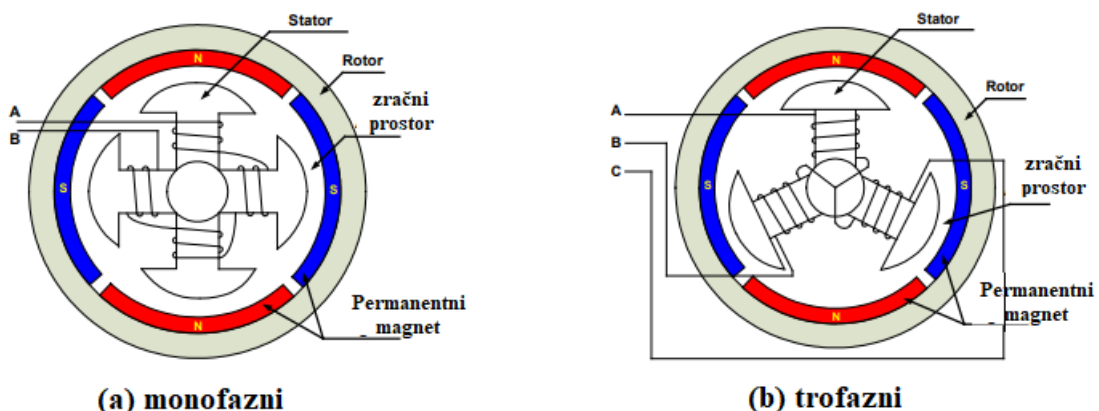 Stator
N
Rotor
A
zračni
prostor
B
S
S
Permanentni
magnet
N
(a) monofazni
Stator
N
Rotor
A
B
zračni
prostor
C
S
S
Permanentni
magnet
N
(b) trofazni